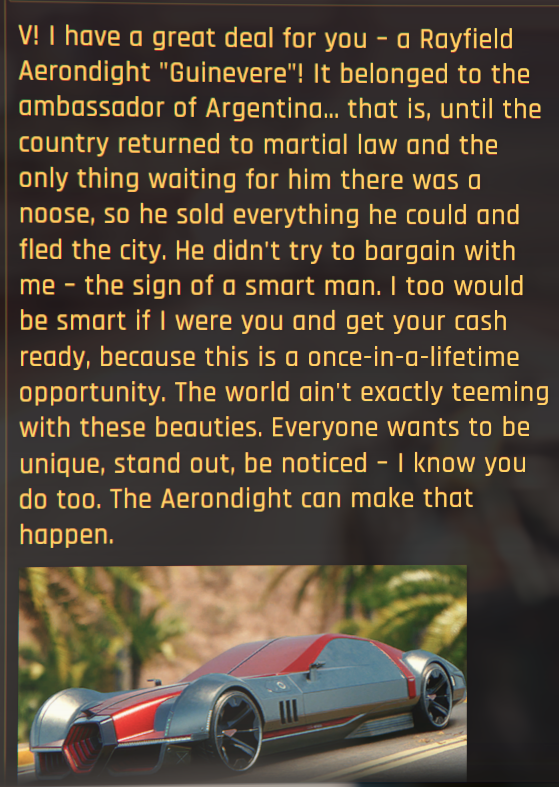 V! I have a great deal for you – a Rayfield
Aerondight "Guinevere"! It belonged to the
ambassador of Argentina... that is, until the
country returned to martial law and the
only thing waiting for him there was a
noose, so he sold everything he could and
fled the city. He didn't try to bargain with
me – the sign of a smart man. I too would
be smart if I were you and get your cash
ready, because this is a once-in-a-lifetime
opportunity. The world ain't exactly teeming
with these beauties. Everyone wants to be
unique, stand out, be noticed – I know you
do too. The Aerondight can make that
happen.